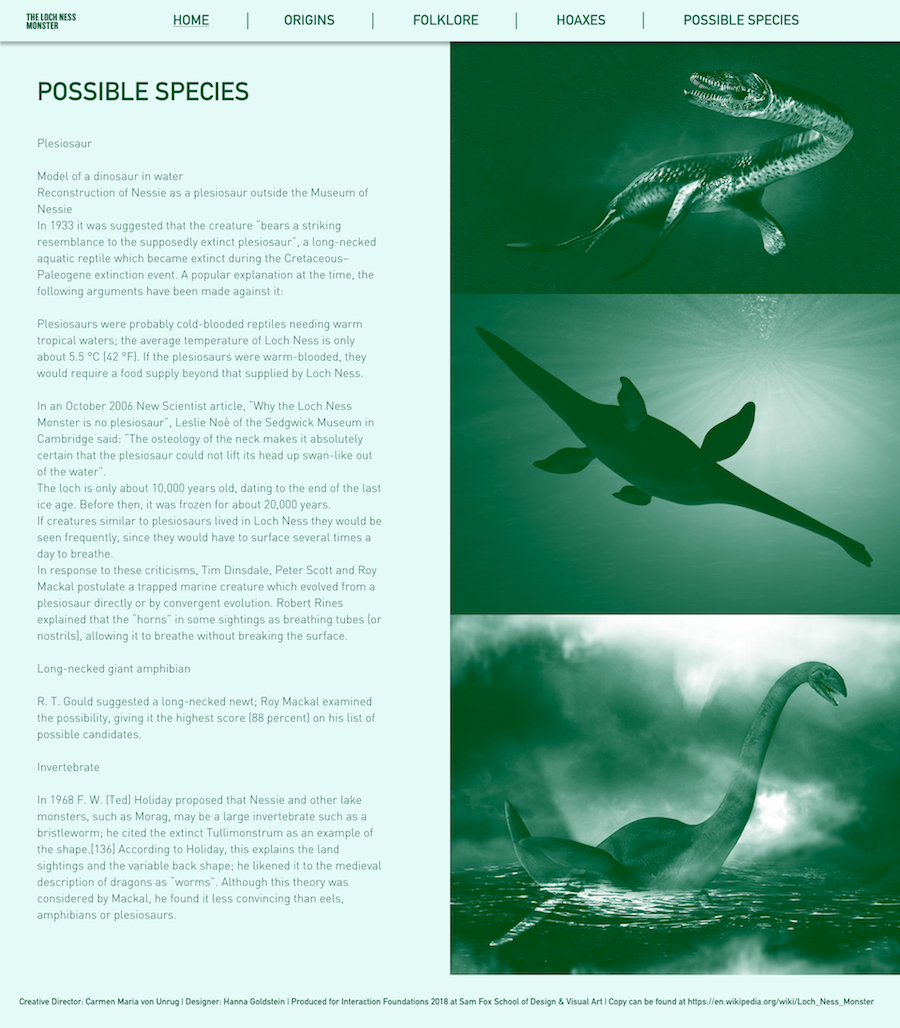 THE LOCH NESS
MONSTER
HOME | ORIGINS | FOLKLORE | HOAXES | POSSIBLE SPECIES
POSSIBLE SPECIES
Plesiosaur
Model of a dinosaur in water
Reconstruction of Nessie as a plesiosaur outside the Museum of
Nessie
In 1933 it was suggested that the creature "bears a striking
resemblance to the supposedly extinct plesiosaur", a long-necked
aquatic reptile which became extinct during the Cretaceous–
Paleogene extinction event. A popular explanation at the time, the
following arguments have been made against it:
Plesiosaurs were probably cold-blooded reptiles needing warm
tropical waters; the average temperature of Loch Ness is only
about 5.5 °C (42 °F). If the plesiosaurs were warm-blooded, they
would require a food supply beyond that supplied by Loch Ness.
In an October 2006 New Scientist article, "Why the Loch Ness
Monster is no plesiosaur", Leslie Noè of the Sedgwick Museum in
Cambridge said: "The osteology of the neck makes it absolutely
certain that the plesiosaur could not lift its head up swan-like out
of the water".
The loch is only about 10,000 years old, dating to the end of the last
ice age. Before then, it was frozen for about 20,000 years.
If creatures similar to plesiosaurs lived in Loch Ness they would be
seen frequently, since they would have to surface several times a
day to breathe.
In response to these criticisms, Tim Dinsdale, Peter Scott and Roy
Mackal postulate a trapped marine creature which evolved from a
plesiosaur directly or by convergent evolution. Robert Rines
explained that the "horns" in some sightings as breathing tubes (or
nostrils), allowing it to breathe without breaking the surface.
Long-necked giant amphibian
R. T. Gould suggested a long-necked newt; Roy Mackal examined
the possibility, giving it the highest score (88 percent) on his list of
possible candidates.
Invertebrate
In 1968 F. W. (Ted) Holiday proposed that Nessie and other lake
monsters, such as Morag, may be a large invertebrate such as a
bristleworm; he cited the extinct Tullimonstrum as an example of
the shape.[136] According to Holiday, this explains the land
sightings and the variable back shape; he likened it to the medieval
description of dragons as "worms". Although this theory was
considered by Mackal, he found it less convincing than eels,
amphibians or plesiosaurs.
Creative Director: Carmen Maria von Unrug | Designer: Hanna Goldstein | Produced for Interaction Foundations 2018 at Sam Fox School of Design & Visual Art | Copy can be found at https://en.wikipedia.org/wiki/Loch_Ness_Monster